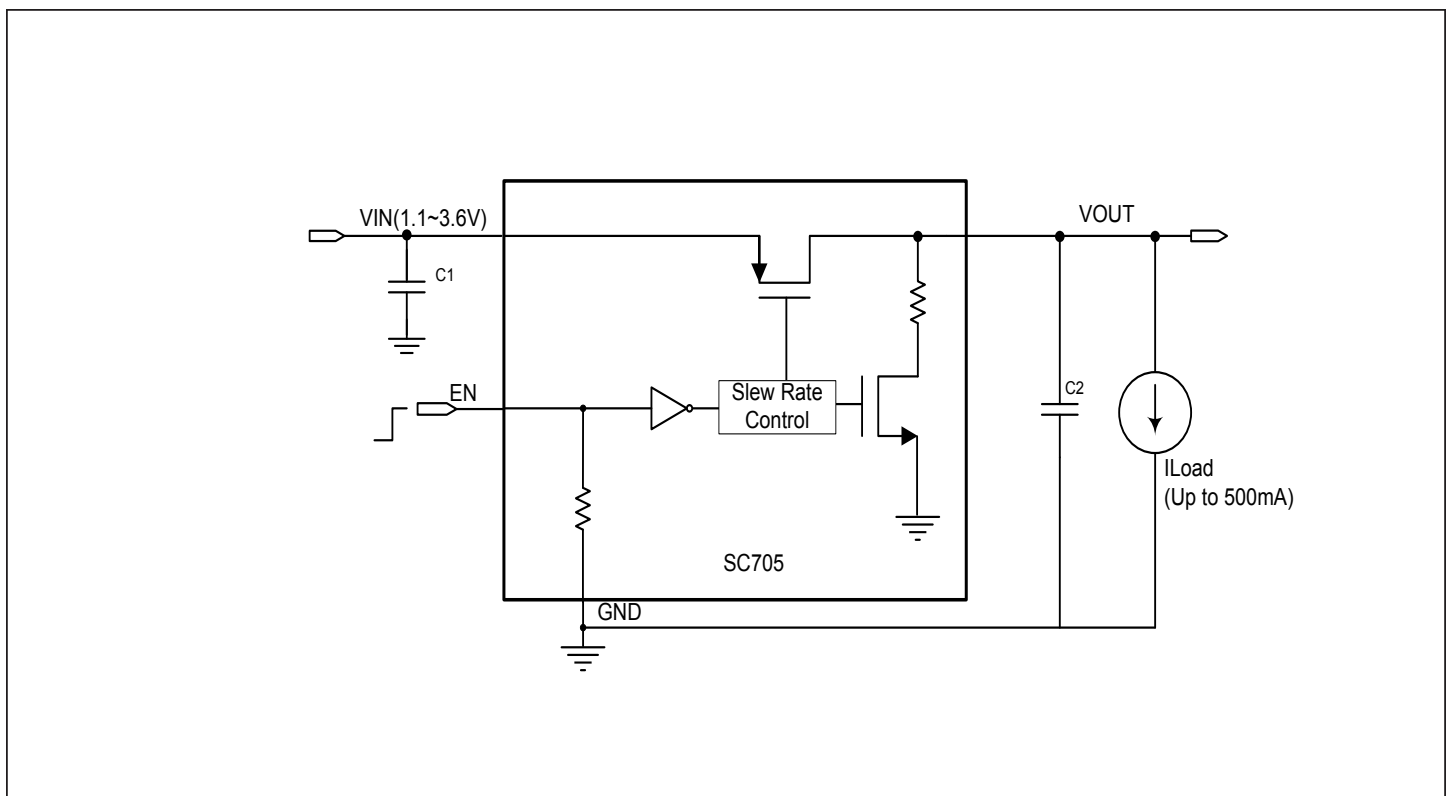 VIN(1.1~3.6V)
VOUT
C1
EN
Slew Rate
Control
C2
ILoad
(Up to 500mA)
SC705
GND